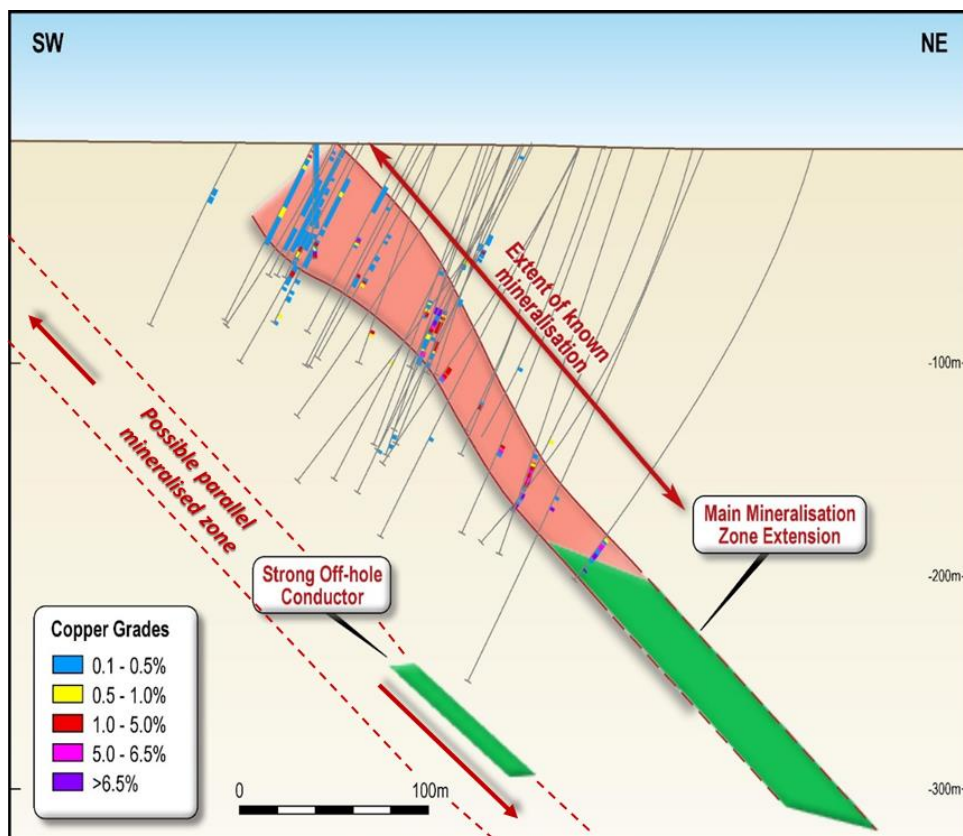 SW
NE
Extent of known
mineralisation
-100m
Possible parallel
mineralised zone
Main Mineralisation
Zone Extension
Strong Off-hole
Conductor
-200m
Copper Grades
0.1 - 0.5%
0.5 - 1.0%
1.0 - 5.0%
5.0 - 6.5%
>6.5%
0
100m
-300m